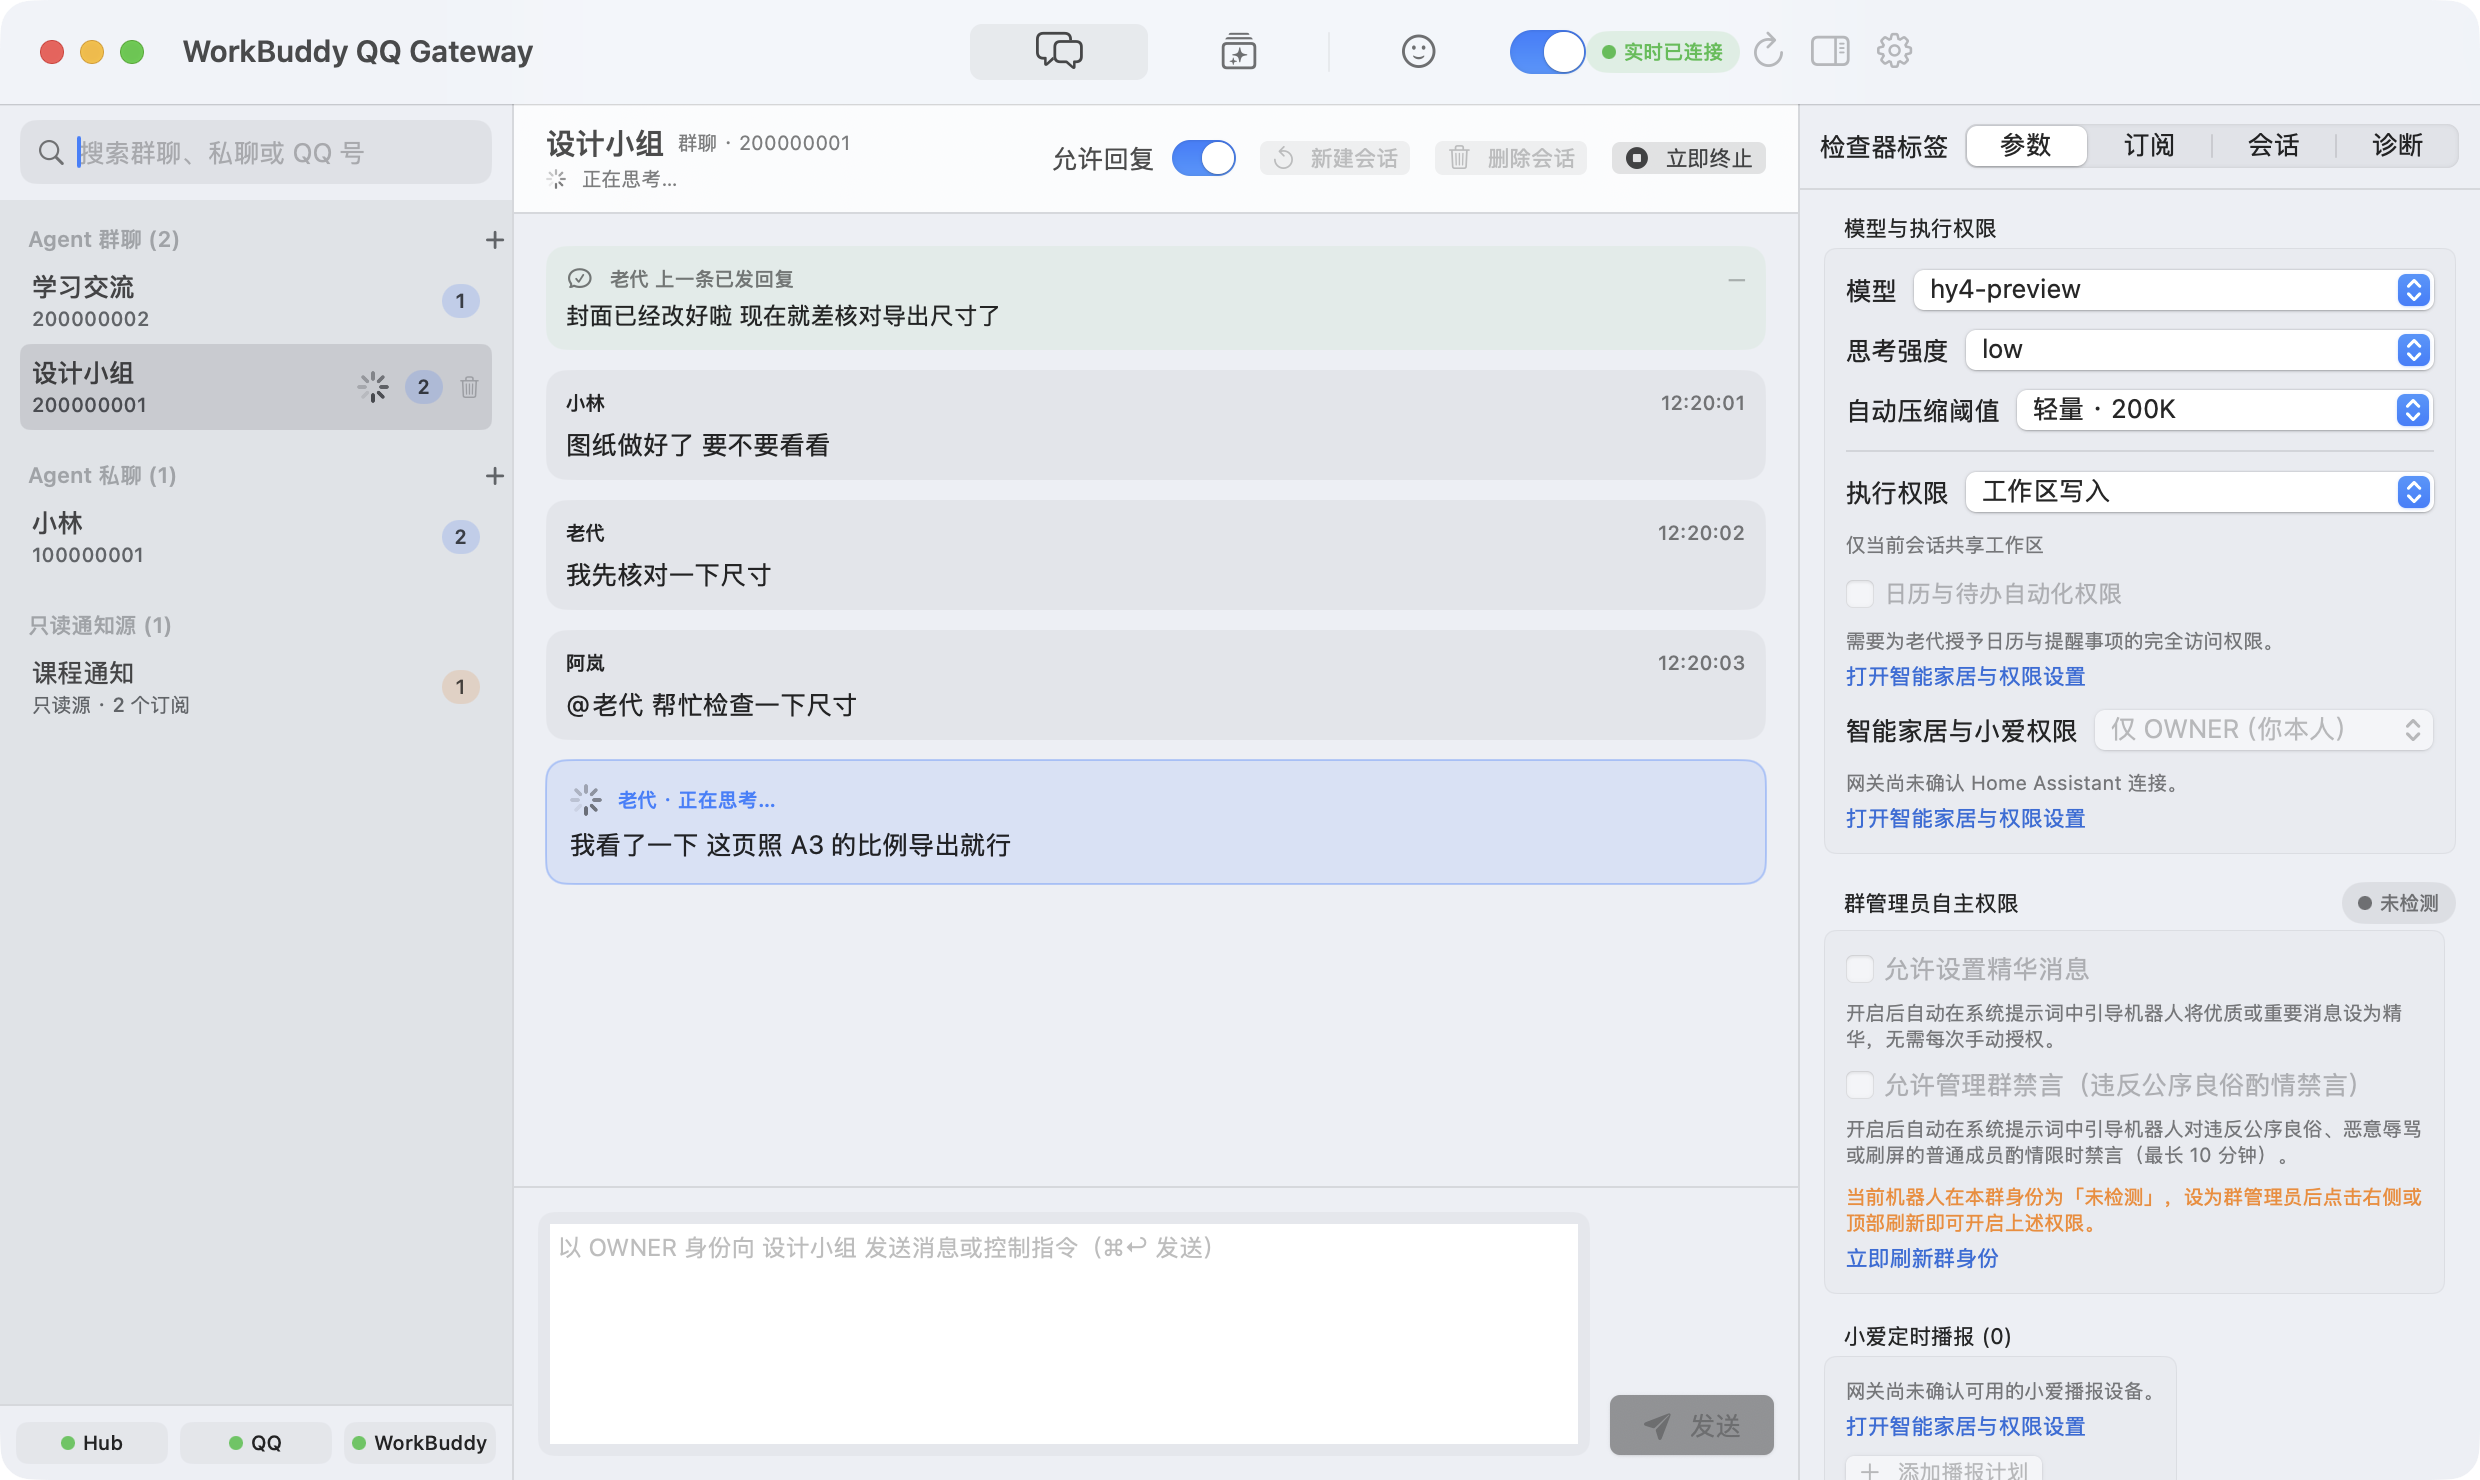 WorkBuddy QQ Gateway
实时已连接
搜索群聊、私聊或 QQ 号
Agent 群聊 (2)
学习交流
200000002
1
设计小组
200000001
2
Agent 私聊 (1)
小林
100000001
2
只读通知源 (1)
课程通知
只读源 · 2 个订阅
1
Hub
QQ
WorkBuddy
设计小组 群聊 · 200000001
正在思考...
允许回复
新建会话
删除会话
立即终止
老代 上一条已发回复
封面已经改好啦 现在就差核对导出尺寸了
小林 12:20:01
图纸做好了 要不要看看
老代 12:20:02
我先核对一下尺寸
阿岚 12:20:03
@老代 帮忙检查一下尺寸
老代 · 正在思考...
我看了一下 这页照 A3 的比例导出就行
以 OWNER 身份向 设计小组 发送消息或控制指令（⌘↩ 发送）
发送
检查器标签 参数 订阅 会话 诊断
模型与执行权限
模型 hy4-preview
思考强度 low
自动压缩阈值 轻量 · 200K
执行权限 工作区写入
仅当前会话共享工作区
日历与待办自动化权限
需要为老代授予日历与提醒事项的完全访问权限。
打开智能家居与权限设置
智能家居与小爱权限 仅 OWNER (你本人)
网关尚未确认 Home Assistant 连接。
打开智能家居与权限设置
群管理员自主权限 未检测
允许设置精华消息
开启后自动在系统提示词中引导机器人将优质或重要消息设为精
华，无需每次手动授权。
允许管理群禁言（违反公序良俗酌情禁言）
开启后自动在系统提示词中引导机器人对违反公序良俗、恶意辱骂
或刷屏的普通成员酌情限时禁言（最长 10 分钟）。
当前机器人在本群身份为「未检测」，设为群管理员后点击右侧或
顶部刷新即可开启上述权限。
立即刷新群身份
小爱定时播报 (0)
网关尚未确认可用的小爱播报设备。
打开智能家居与权限设置
添加播报计划